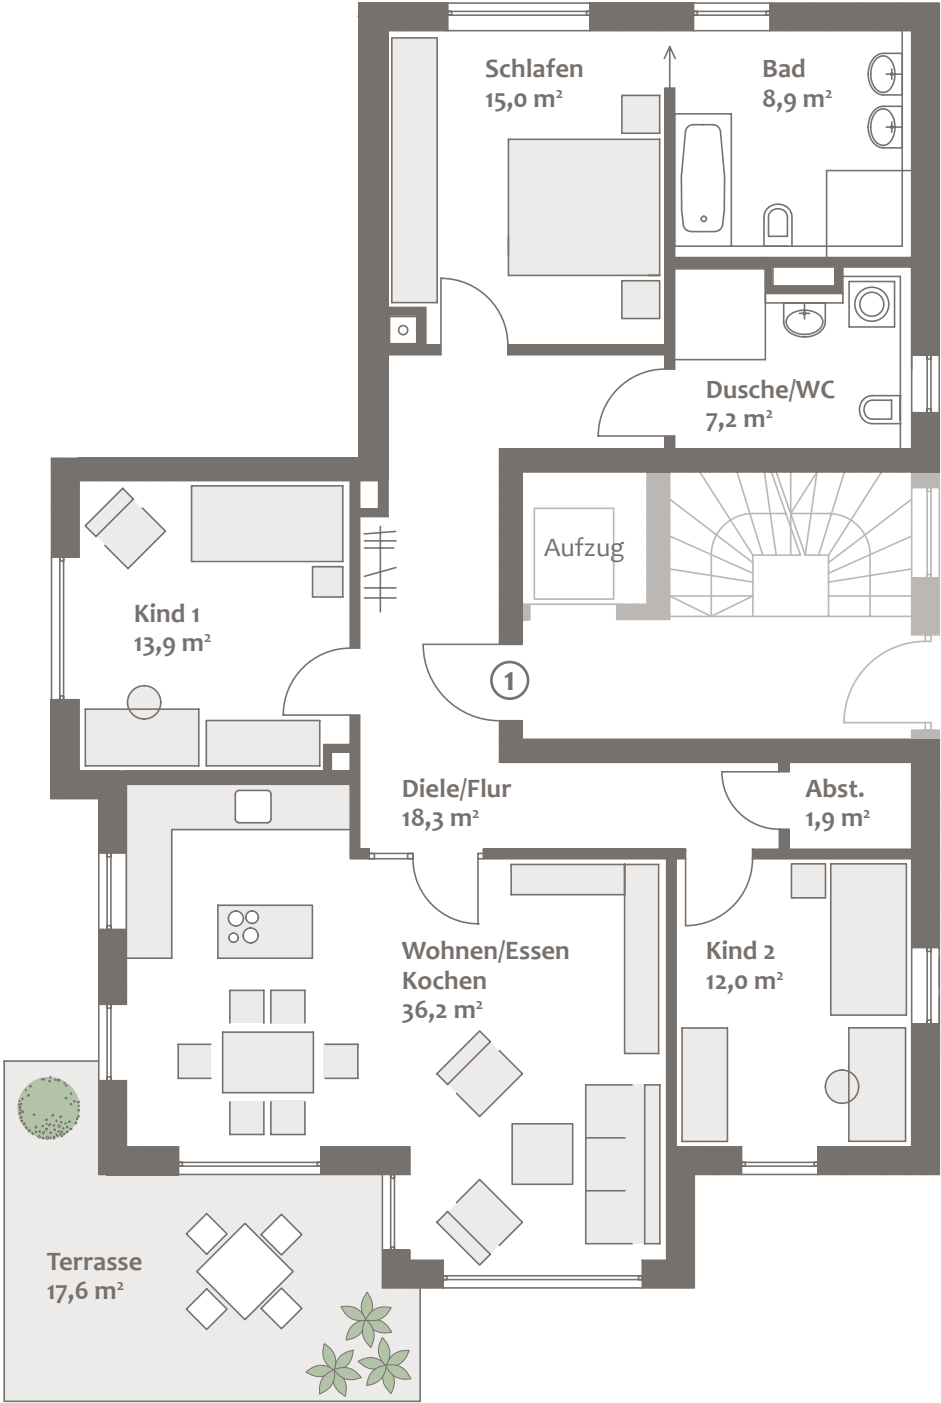 Schlafen
15,0 m²
Bad
8,9 m²
Dusche/WC
7,2 m²
Aufzug
Kind 1
13,9 m²
1
Diele/Flur
18,3 m²
Abst.
1,9 m²
Wohnen/Essen
Kochen
36,2 m²
Kind 2
12,0 m²
Terrasse
17,6 m²